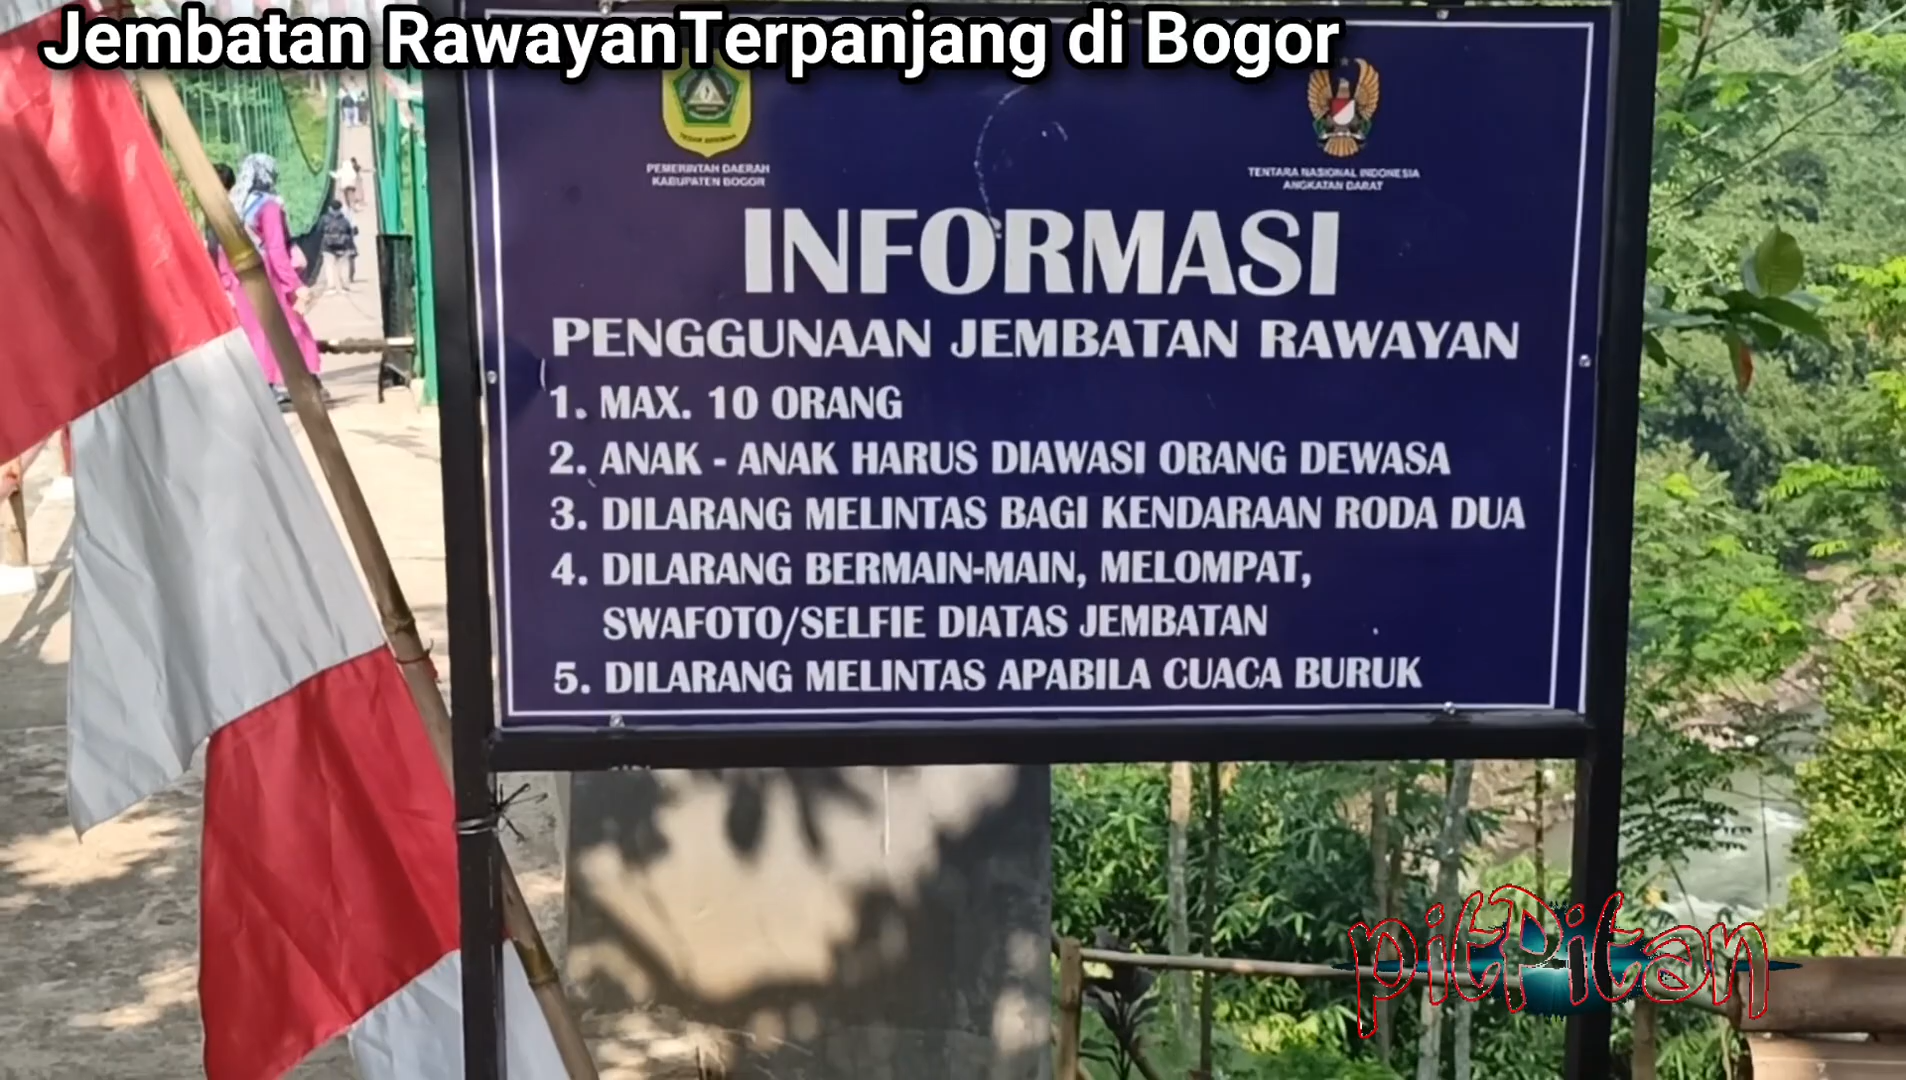 Jembatan RawayanTerpanjang di Bogor
TEGAR BERIMAN
PEMERINTAH DAERAH
KABUPATEN BOGOR
TENTARA NASIONAL INDONESIA
ANGKATAN DARAT
INFORMASI
PENGGUNAAN JEMBATAN RAWAYAN
1. MAX. 10 ORANG
2. ANAK - ANAK HARUS DIAWASI ORANG DEWASA
3. DILARANG MELINTAS BAGI KENDARAAN RODA DUA
4. DILARANG BERMAIN-MAIN, MELOMPAT,
SWAFOTO/SELFIE DIATAS JEMBATAN
5. DILARANG MELINTAS APABILA CUACA BURUK
pitPitan